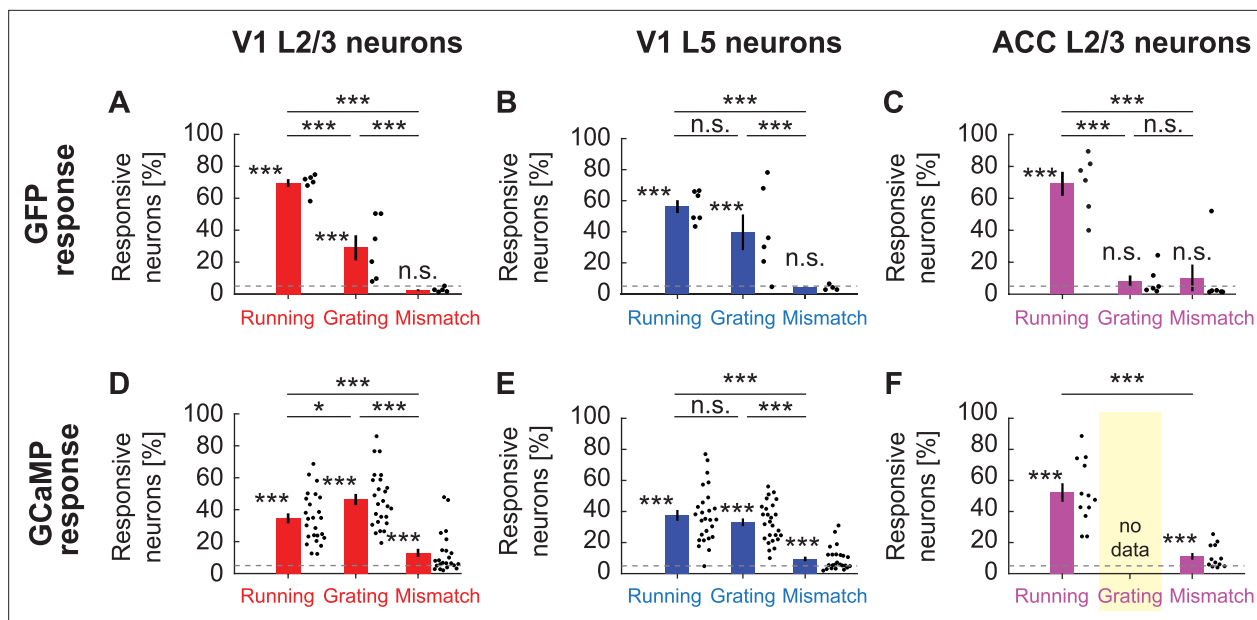 V1 L2/3 neurons
V1 L5 neurons
ACC L2/3 neurons
GFP
response
A
***
***
***
Responsive
neurons [%]
100
80
60
40
20
0
***
***
n.s.
Running
Grating
Mismatch
B
***
n.s.
***
Responsive
neurons [%]
100
80
60
40
20
0
***
***
n.s.
Running
Grating
Mismatch
C
***
***
n.s.
Responsive
neurons [%]
100
80
60
40
20
0
***
n.s.
n.s.
Running
Grating
Mismatch
GCaMP
response
D
***
*
***
Responsive
neurons [%]
100
80
60
40
20
0
***
***
***
Running
Grating
Mismatch
E
***
n.s.
***
Responsive
neurons [%]
100
80
60
40
20
0
***
***
***
Running
Grating
Mismatch
F
***
Responsive
neurons [%]
100
80
60
40
20
0
***
no
data
***
Running
Grating
Mismatch